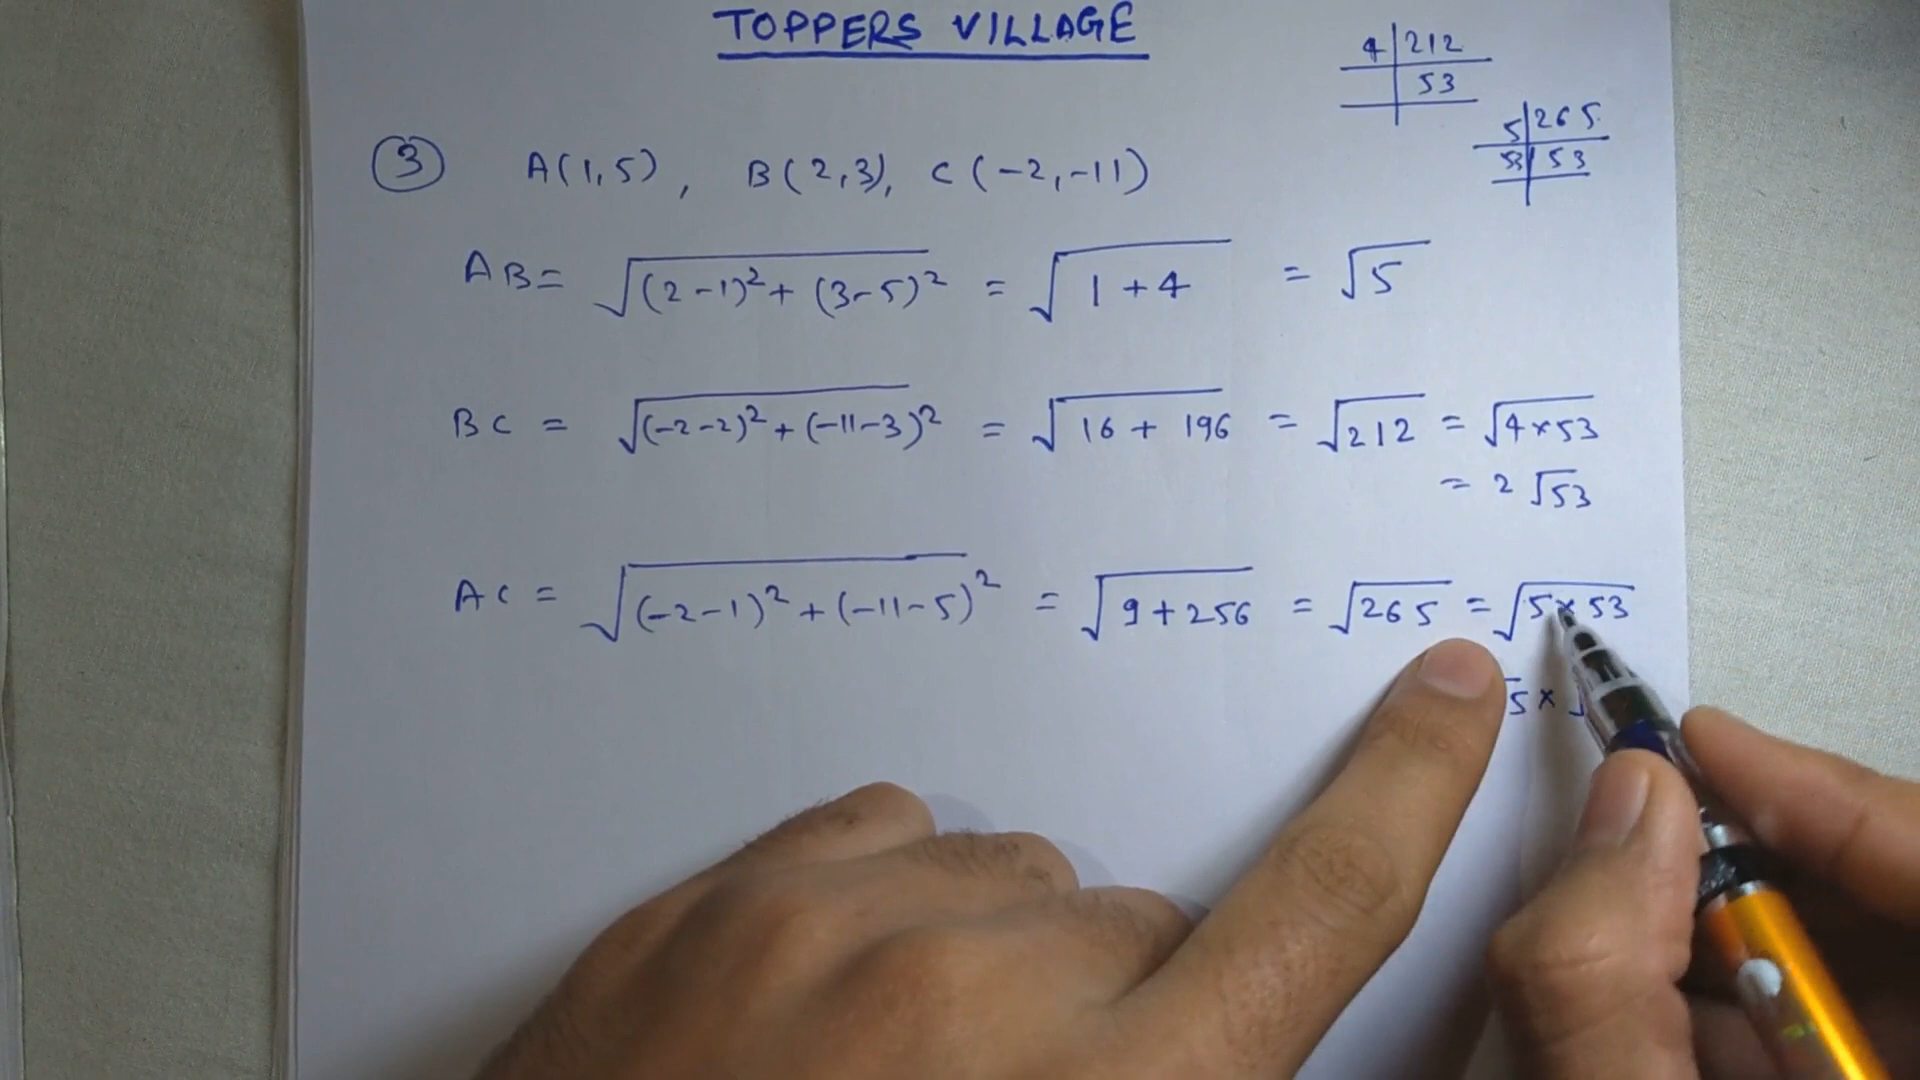 TOPPERS VILLAGE
4|212
53
5|265
53|53
③ A(1,5), B(2,3), C(-2,-11)
AB = √(2-1)²+(3-5)² = √1+4 = √5
BC = √(-2-2)²+(-11-3)² = √16+196 = √212 = √4×53
= 2√53
AC = √(-2-1)²+(-11-5)² = √9+256 = √265 = √5×53
5×